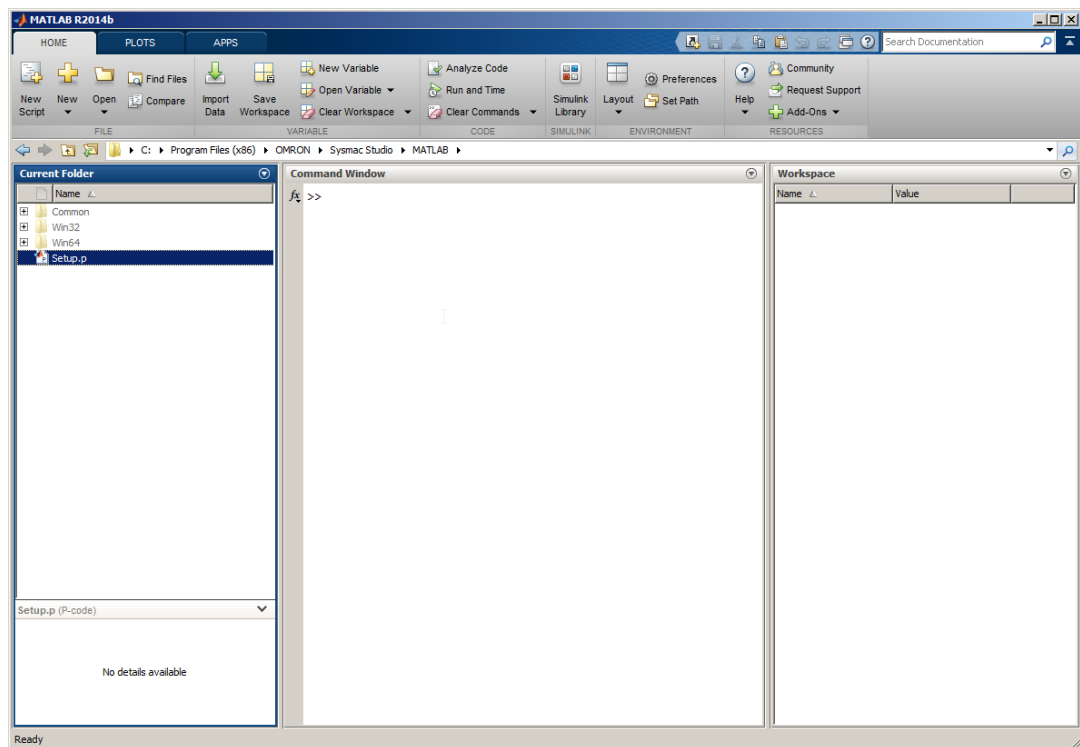 MATLAB R2014b
HOME PLOTS APPS Search Documentation
New Script
New
Open
Find Files
Compare
FILE
Import Data
Save Workspace
New Variable
Open Variable
Clear Workspace
VARIABLE
Analyze Code
Run and Time
Clear Commands
CODE
Simulink Library
SIMULINK
Layout
Preferences
Set Path
ENVIRONMENT
Help
Community
Request Support
Add-Ons
RESOURCES
C: Program Files (x86) OMRON Sysmac Studio MATLAB
Current Folder
Name
Common
Win32
Win64
Setup.p
Setup.p (P-code)
No details available
Command Window
fx >>
Workspace
Name Value
Ready